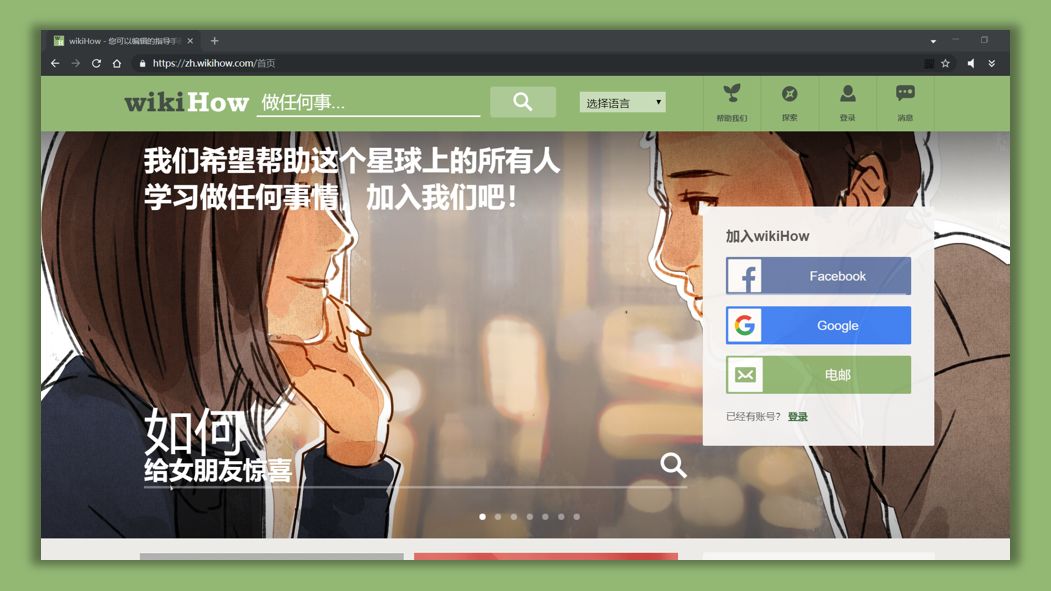 wikiHow - 您可以编辑的指导手
https://zh.wikihow.com/首页
wikiHow
做任何事...
选择语言
帮助我们
探索
登录
消息
我们希望帮助这个星球上的所有人
学习做任何事情，加入我们吧！
加入wikiHow
Facebook
Google
电邮
已经有账号？ 登录
如何
给女朋友惊喜